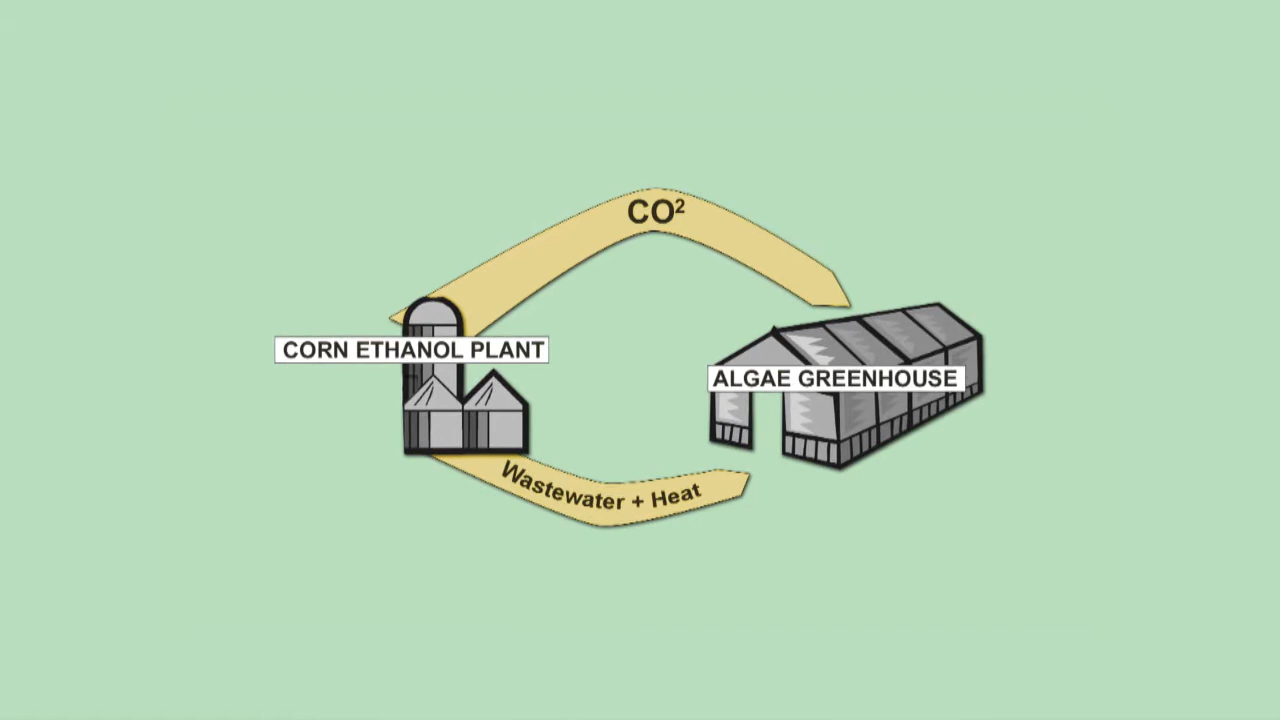 CO²
CORN ETHANOL PLANT
ALGAE GREENHOUSE
Wastewater + Heat